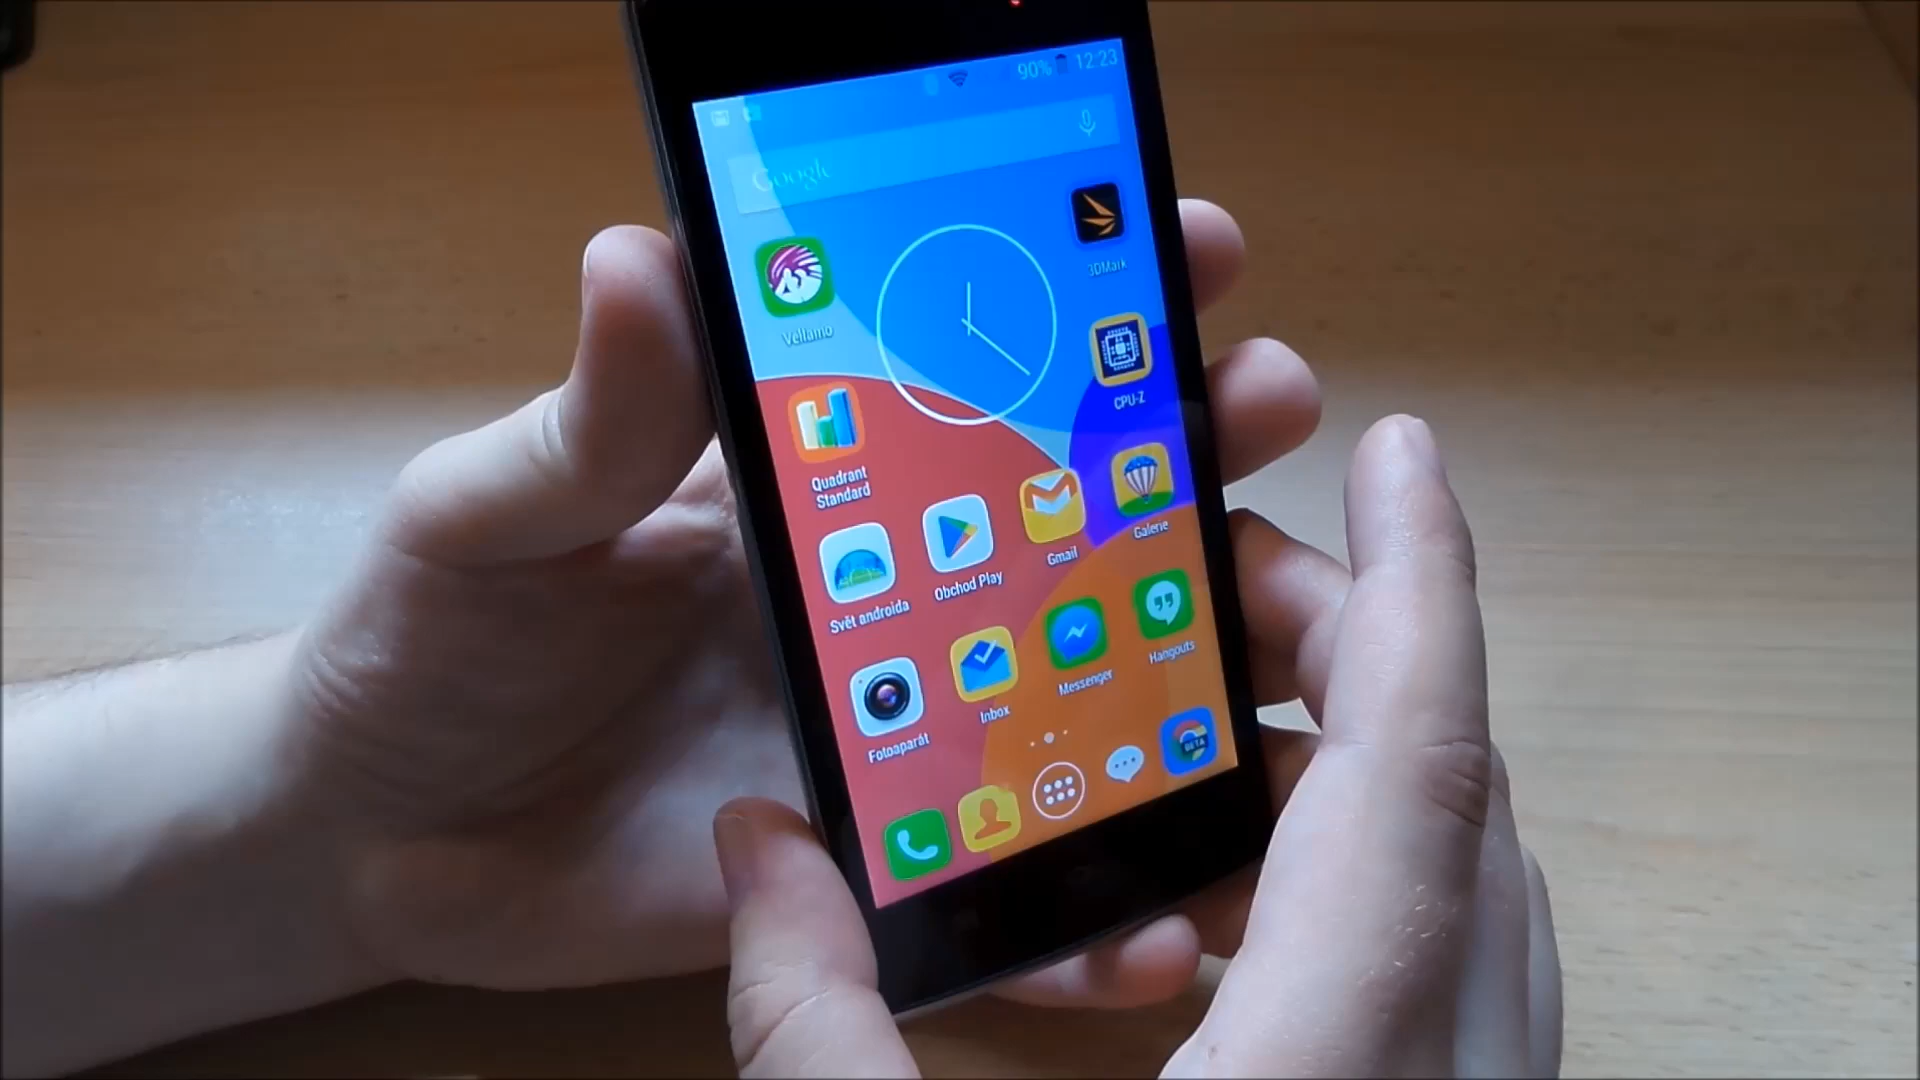 90% 12:23
Google
3DMark
Vellamo
CPU-Z
Quadrant
Standard
Svět androida
Obchod Play
Gmail
Galerie
Fotoaparát
Inbox
Messenger
Hangouts
BETA